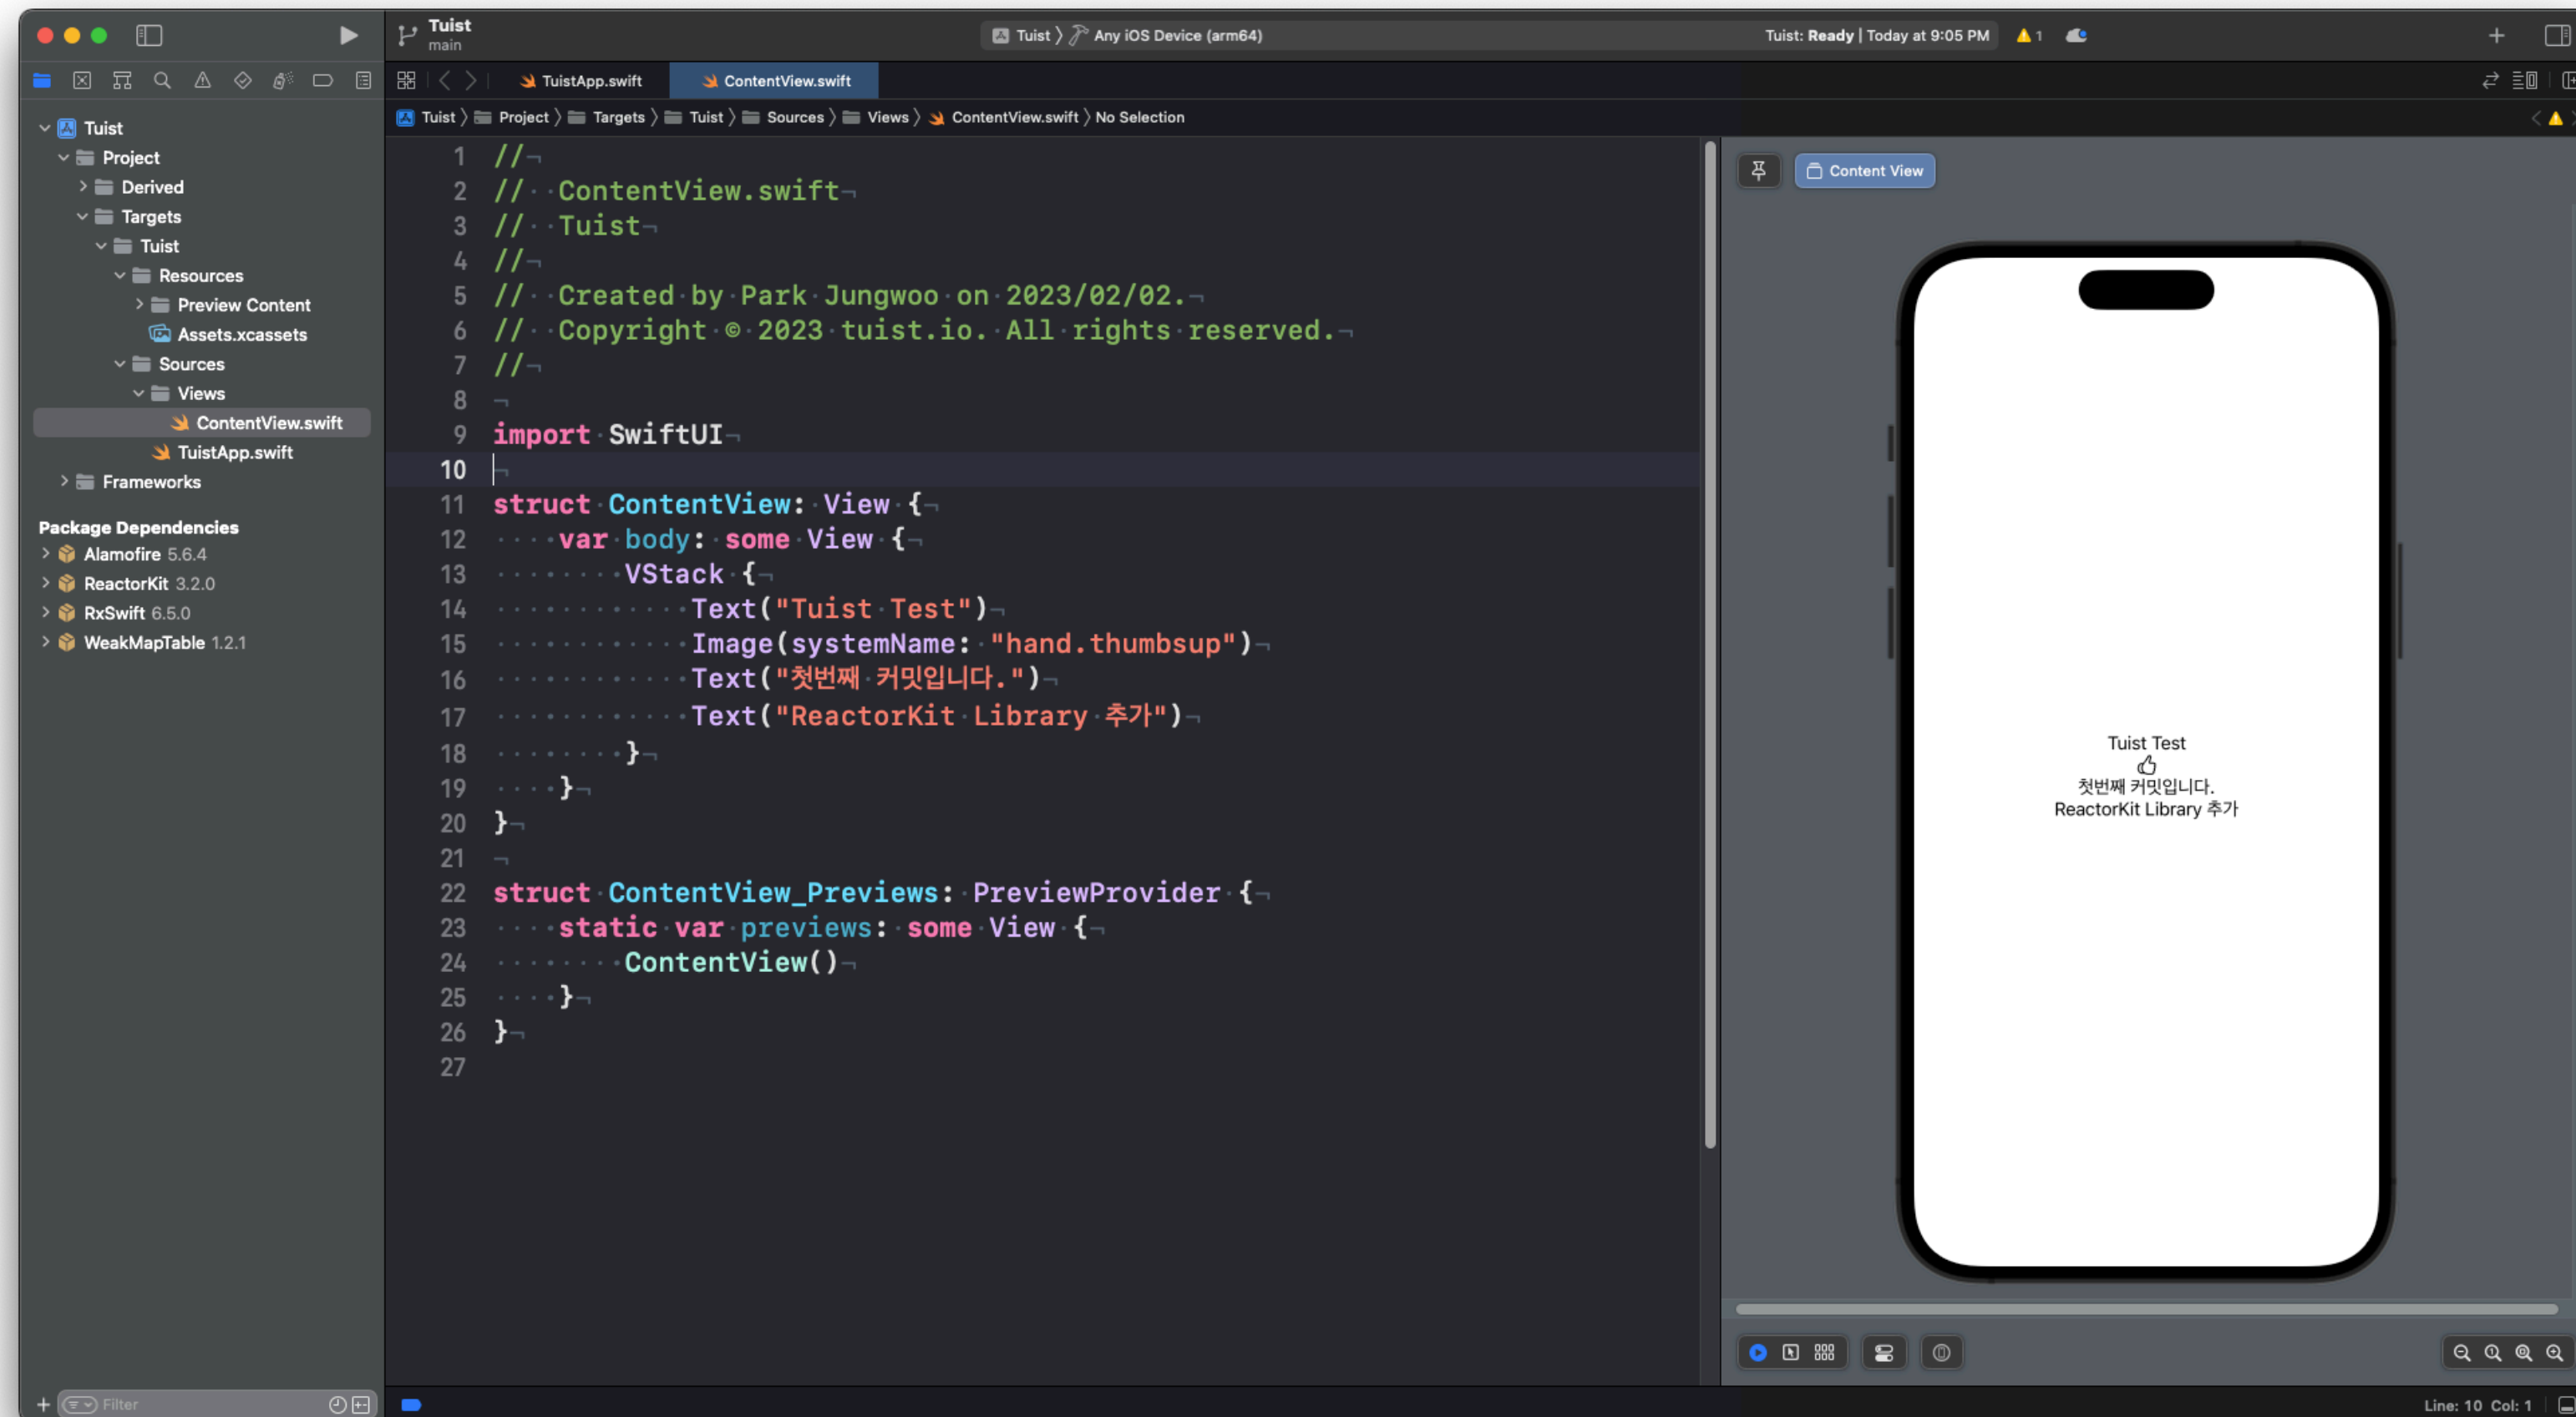 Tuist
main
Tuist 〉 Any iOS Device (arm64)
Tuist: Ready | Today at 9:05 PM
1
TuistApp.swift
ContentView.swift
Tuist 〉 Project 〉 Targets 〉 Tuist 〉 Sources 〉 Views 〉 ContentView.swift 〉 No Selection
Tuist
Project
Derived
Targets
Tuist
Resources
Preview Content
Assets.xcassets
Sources
Views
ContentView.swift
TuistApp.swift
Frameworks
Package Dependencies
Alamofire 5.6.4
ReactorKit 3.2.0
RxSwift 6.5.0
WeakMapTable 1.2.1
Filter
1 //
2 //  ContentView.swift
3 //  Tuist
4 //
5 //  Created by Park Jungwoo on 2023/02/02.
6 //  Copyright © 2023 tuist.io. All rights reserved.
7 //
8
9 import SwiftUI
10
11 struct ContentView: View {
12     var body: some View {
13         VStack {
14             Text("Tuist Test")
15             Image(systemName: "hand.thumbsup")
16             Text("첫번째 커밋입니다.")
17             Text("ReactorKit Library 추가")
18         }
19     }
20 }
21
22 struct ContentView_Previews: PreviewProvider {
23     static var previews: some View {
24         ContentView()
25     }
26 }
27
Content View
Tuist Test
첫번째 커밋입니다.
ReactorKit Library 추가
Line: 10 Col: 1